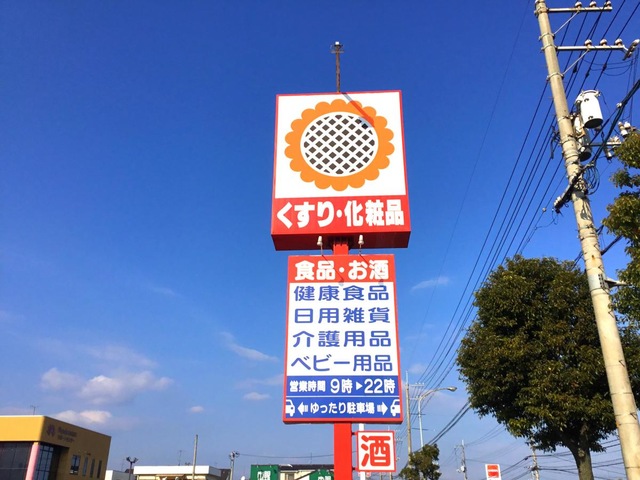 くすり・化粧品
食品・お酒
健康食品
日用雑貨
介護用品
ベビー用品
営業時間 9時▶22時
ゆったり駐車場
酒